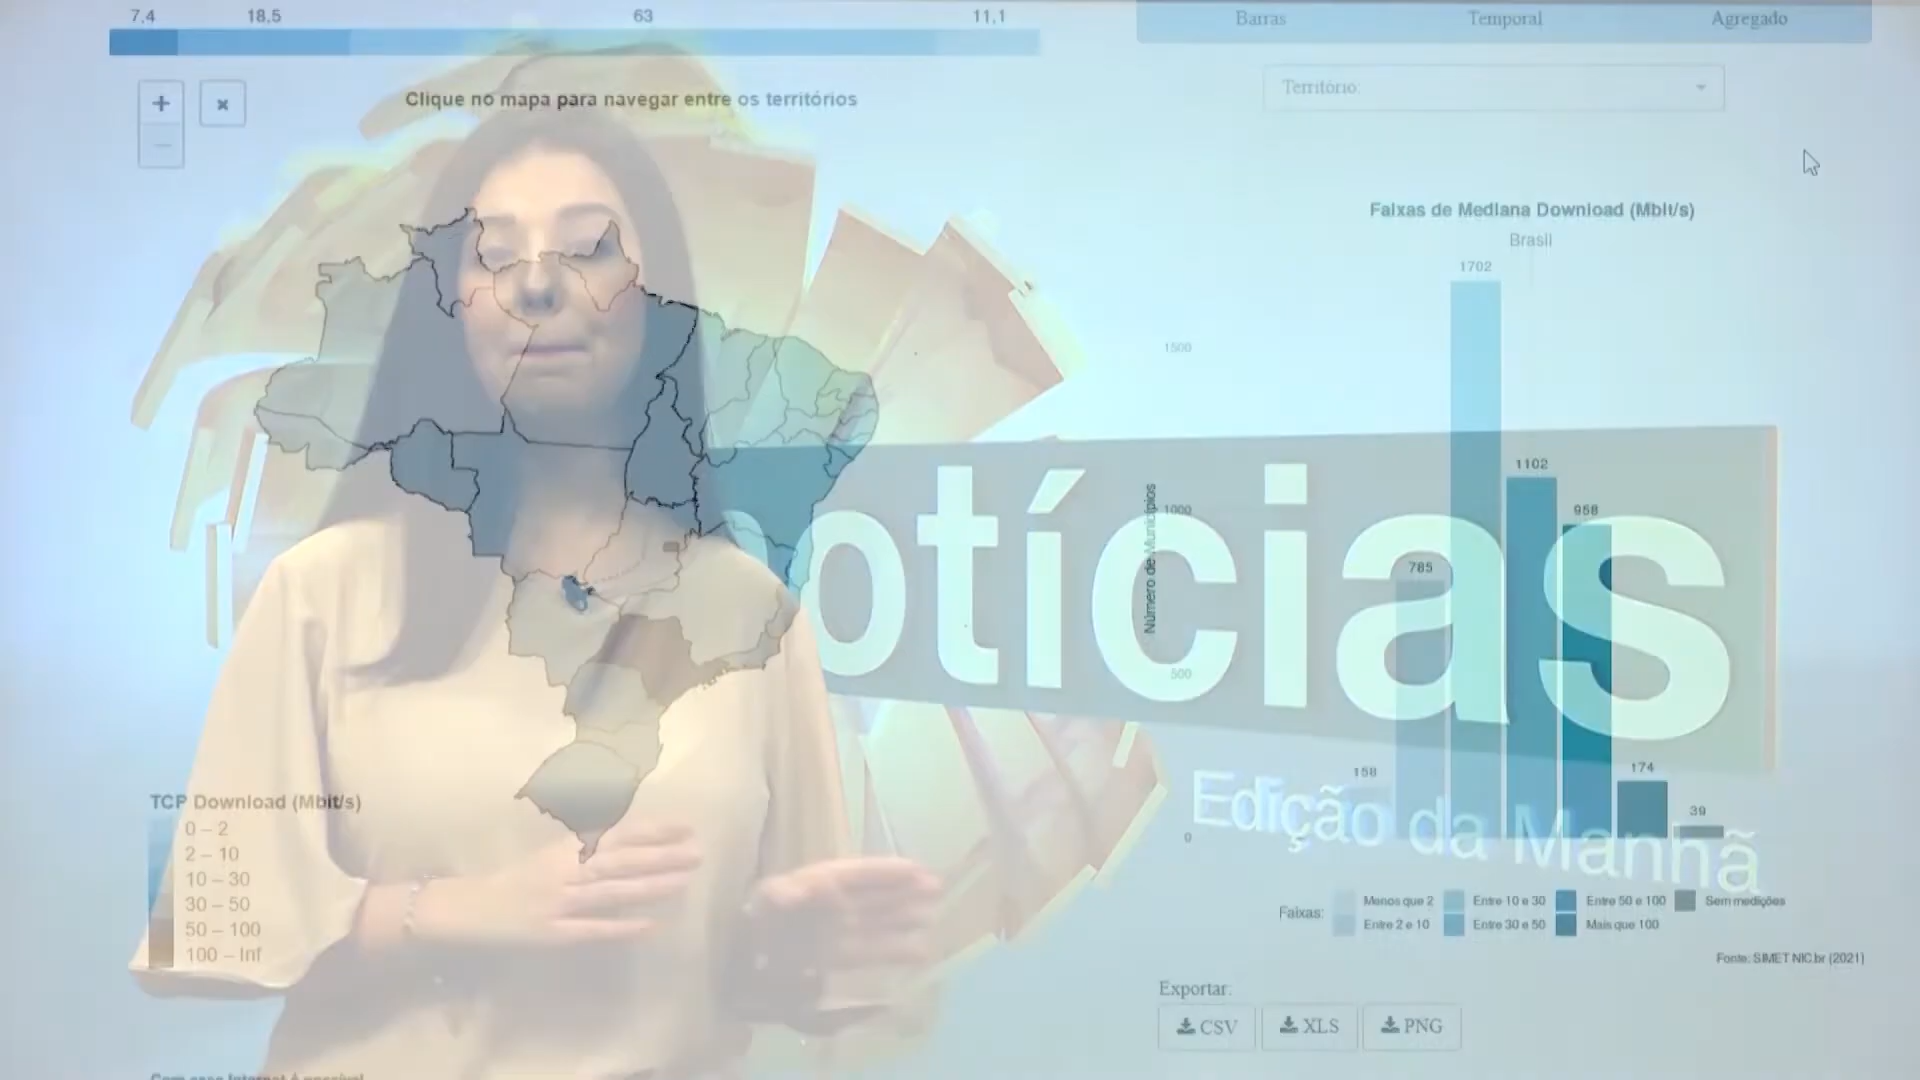 7,4 18,5 63 11,1
Barras Temporal Agregado
+
Clique no mapa para navegar entre os territórios
Território:
Faixas de Mediana Download (Mbit/s)
Brasil
1702
1500
1102
1000
958
785
Número de Municípios
notícias
500
174
158
39
0
Edição da Manhã
TCP Download (Mbit/s)
0 – 2
2 – 10
10 – 30
30 – 50
50 – 100
100 – Inf
Faixas:
Menos que 2 Entre 10 e 30 Entre 50 e 100 Sem medições
Entre 2 e 10 Entre 30 e 50 Mais que 100
Fonte: SIMET NIC.br (2021)
Exportar:
CSV XLS PNG